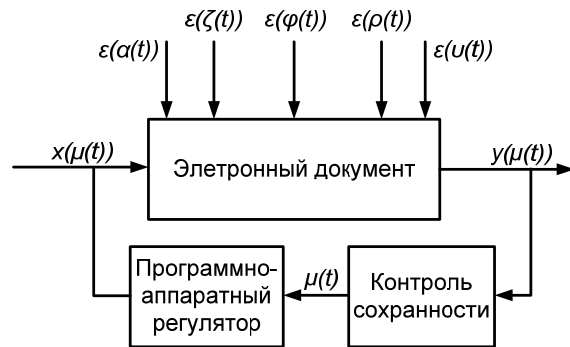 ε(ζ(t)) ε(φ(t)) ε(ρ(t))
ε(α(t)) ε(υ(t))
x(μ(t)) y(μ(t))
Элетронный документ
Программно-
аппаратный
регулятор
μ(t)
Контроль
сохранности